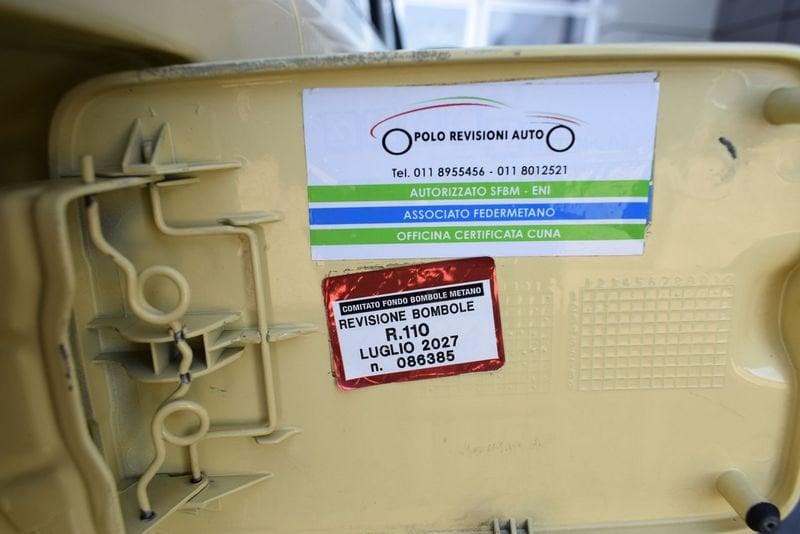 POLO REVISIONI AUTO
Tel. 011 8955456 - 011 8012521
AUTORIZZATO SFBM - ENI
ASSOCIATO FEDERMETANO
OFFICINA CERTIFICATA CUNA
COMITATO FONDO BOMBOLE METANO
REVISIONE BOMBOLE
R.110
LUGLIO 2027
n. 086385